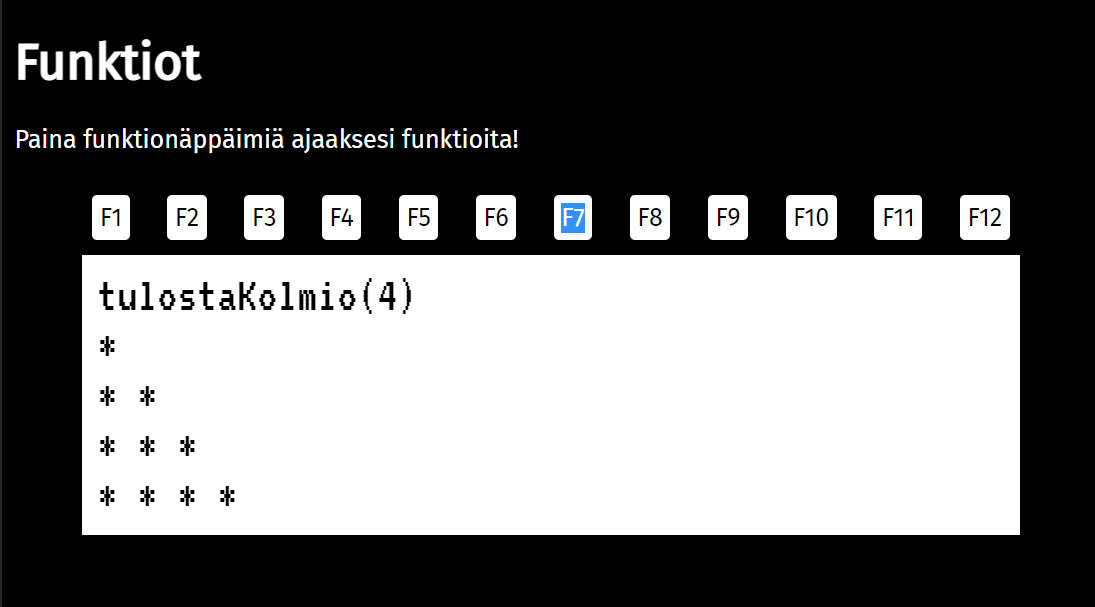 Funktiot
Paina funktionäppäimiä ajaaksesi funktioita!
F1 F2 F3 F4 F5 F6 F7 F8 F9 F10 F11 F12
tulostaKolmio(4)
*
* *
* * *
* * * *